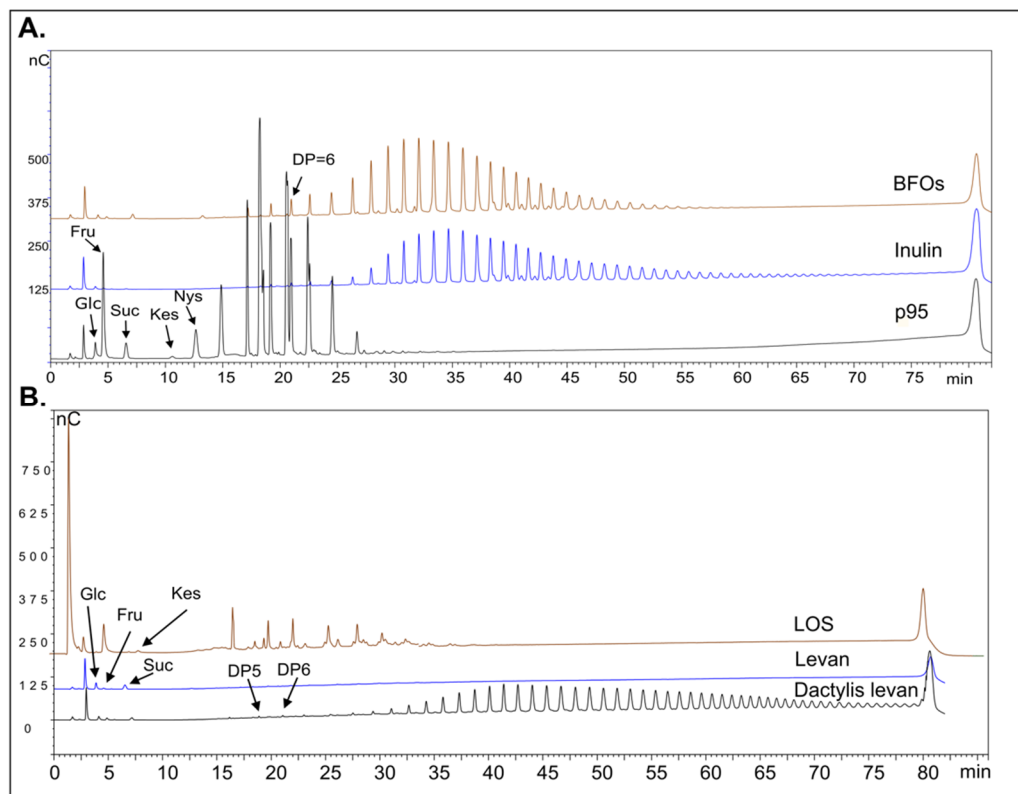 A.
nC
500
375
250
125
DP=6
BFOs
Fru
Inulin
Glc
Suc
Kes
Nys
p95
0 5 10 15 20 25 30 35 40 45 50 55 60 65 70 75 min
B.
nC
750
625
500
375
250
125
0
Glc
Fru
Kes
Suc
DP5
DP6
LOS
Levan
Dactylis levan
0 5 10 15 20 25 30 35 40 45 50 55 60 65 70 75 80 min